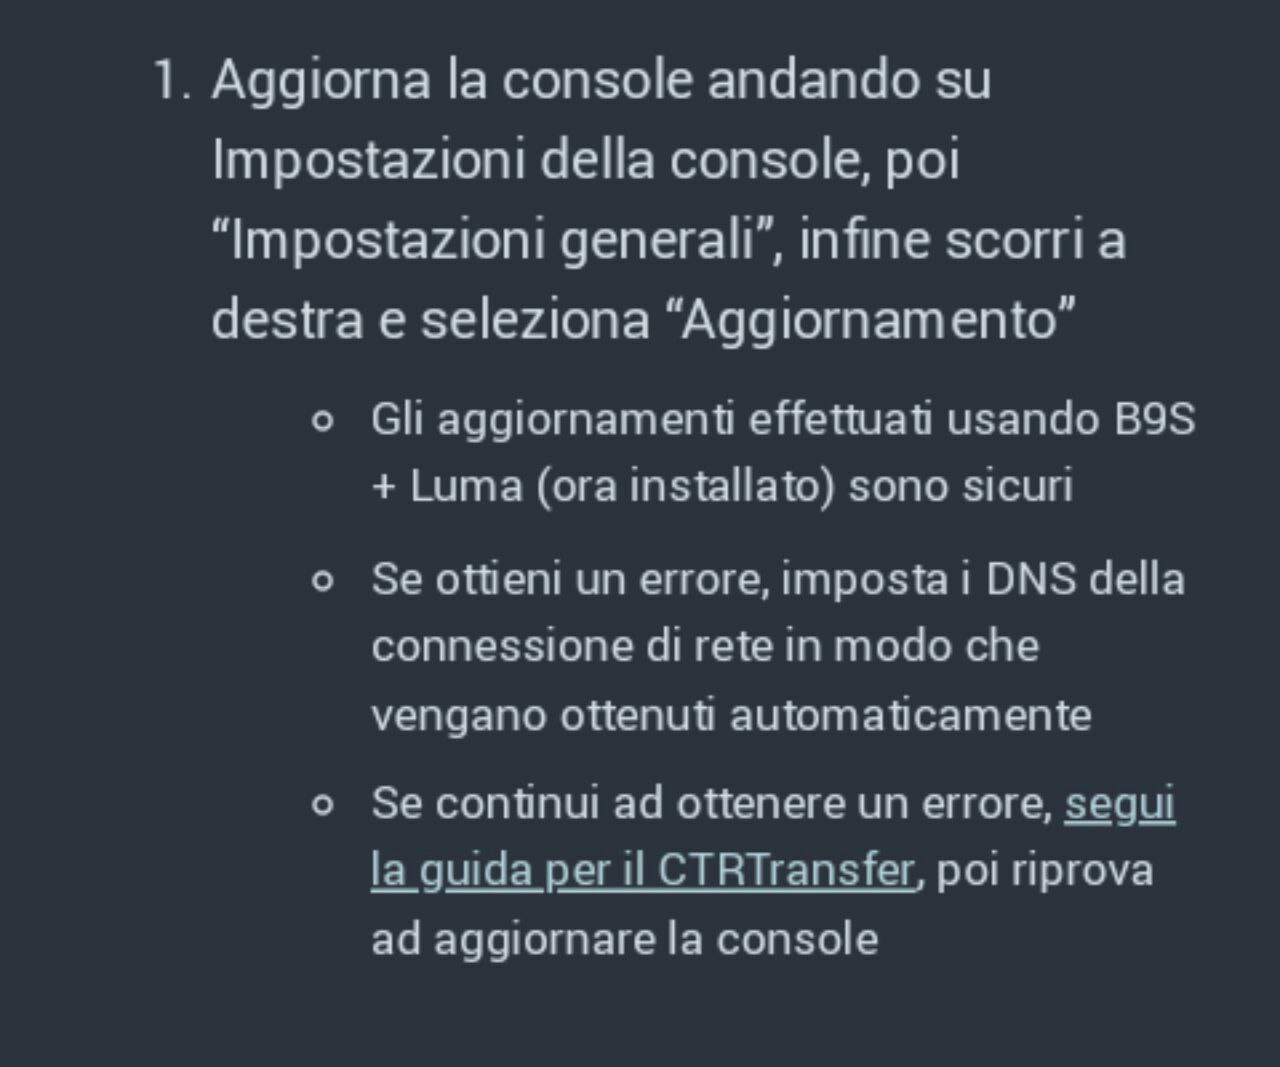 1. Aggiorna la console andando su
Impostazioni della console, poi
“Impostazioni generali”, infine scorri a
destra e seleziona “Aggiornamento”
Gli aggiornamenti effettuati usando B9S
+ Luma (ora installato) sono sicuri
Se ottieni un errore, imposta i DNS della
connessione di rete in modo che
vengano ottenuti automaticamente
Se continui ad ottenere un errore, segui
la guida per il CTRTransfer, poi riprova
ad aggiornare la console